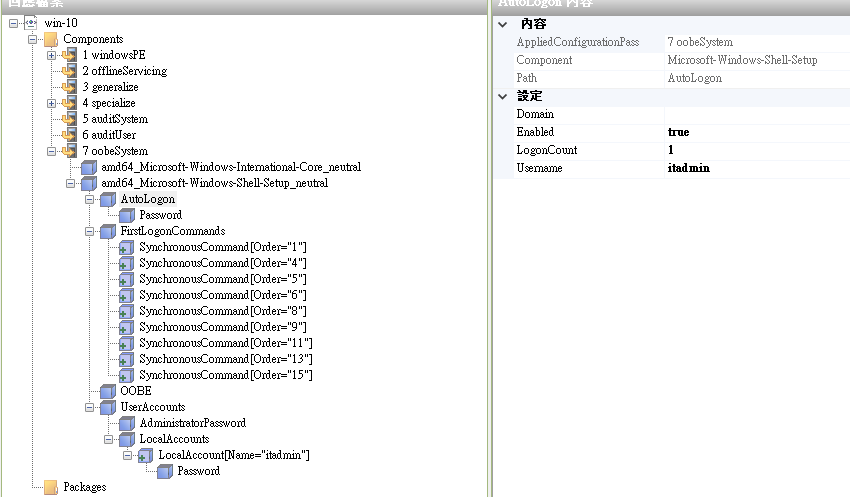 回應檔案
win-10
Components
1 windowsPE
2 offlineServicing
3 generalize
4 specialize
5 auditSystem
6 auditUser
7 oobeSystem
amd64_Microsoft-Windows-International-Core_neutral
amd64_Microsoft-Windows-Shell-Setup_neutral
AutoLogon
Password
FirstLogonCommands
SynchronousCommand[Order="1"]
SynchronousCommand[Order="4"]
SynchronousCommand[Order="5"]
SynchronousCommand[Order="6"]
SynchronousCommand[Order="8"]
SynchronousCommand[Order="9"]
SynchronousCommand[Order="11"]
SynchronousCommand[Order="13"]
SynchronousCommand[Order="15"]
OOBE
UserAccounts
AdministratorPassword
LocalAccounts
LocalAccount[Name="itadmin"]
Password
Packages
AutoLogon 內容
內容
AppliedConfigurationPass 7 oobeSystem
Component Microsoft-Windows-Shell-Setup
Path AutoLogon
設定
Domain
Enabled true
LogonCount 1
Username itadmin